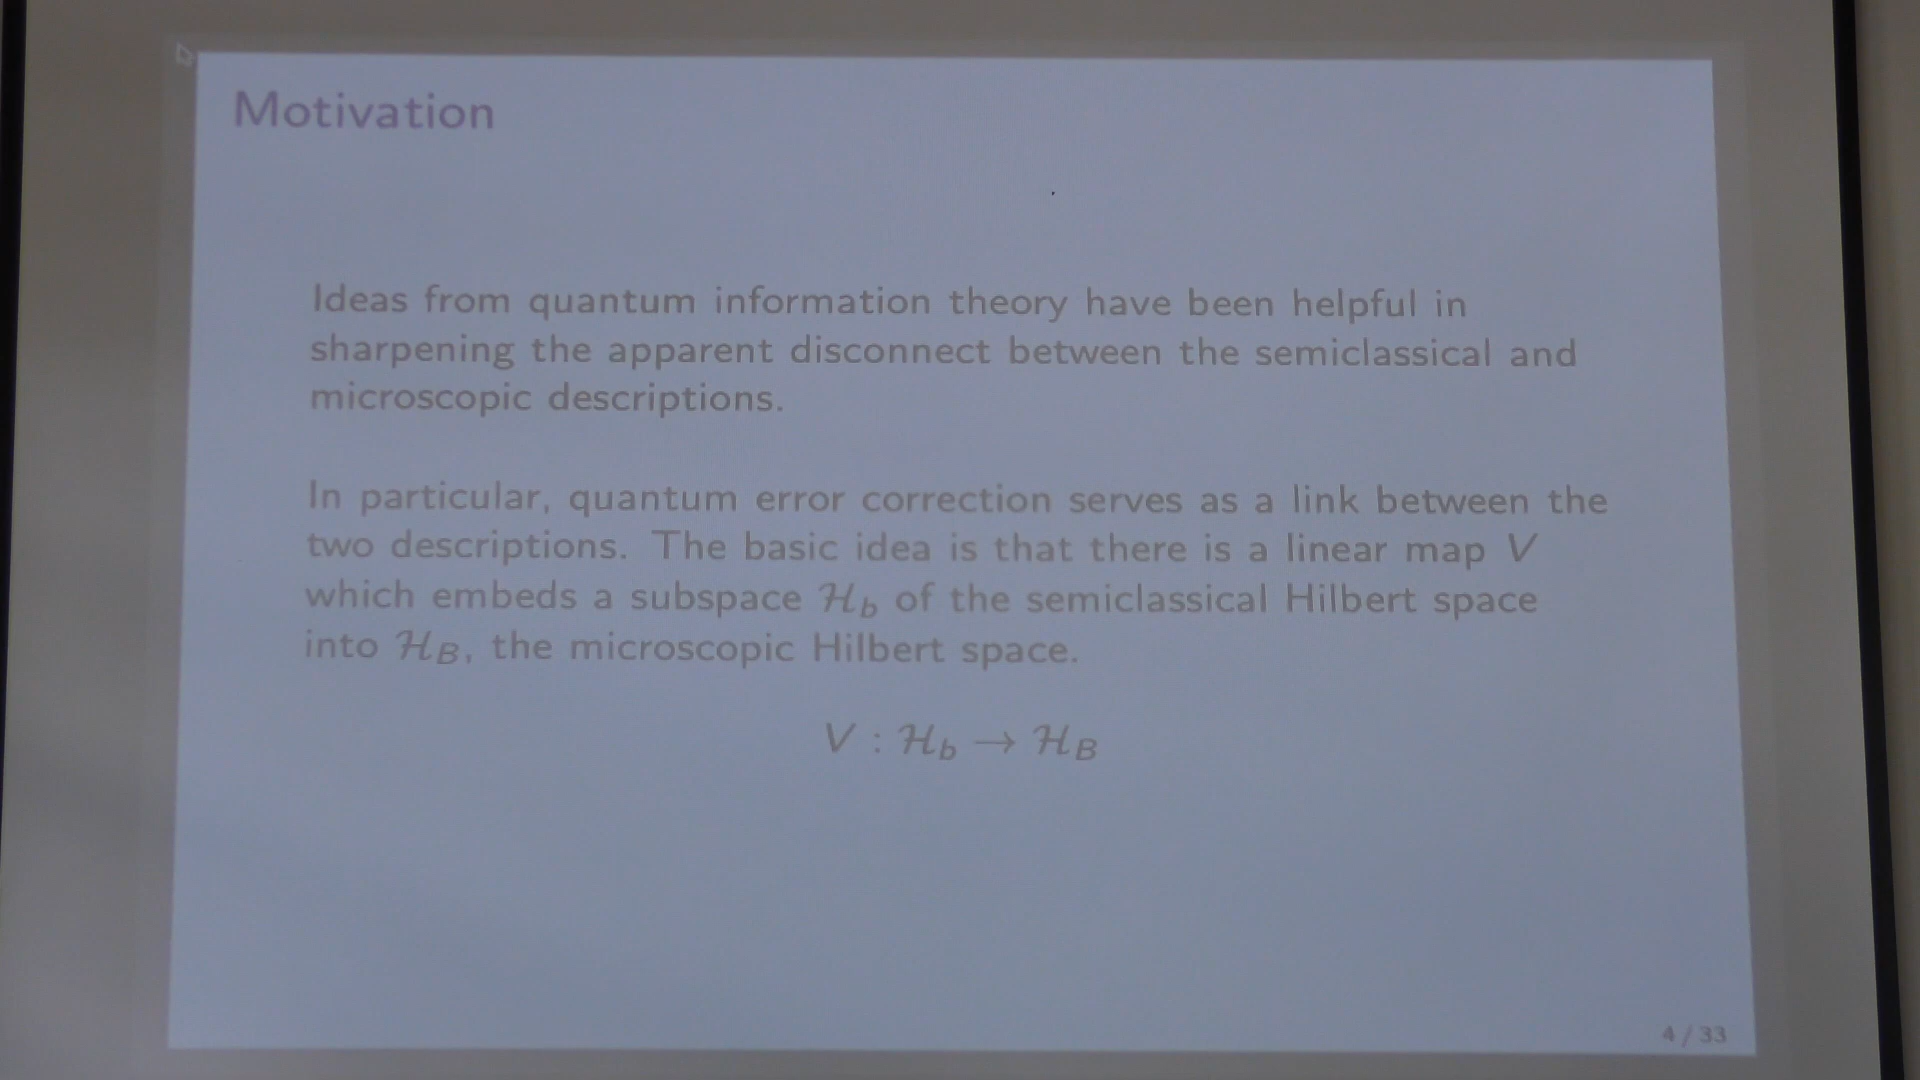 Motivation
Ideas from quantum information theory have been helpful in
sharpening the apparent disconnect between the semiclassical and
microscopic descriptions.
In particular, quantum error correction serves as a link between the
two descriptions. The basic idea is that there is a linear map V
which embeds a subspace ℋ_b of the semiclassical Hilbert space
into ℋ_B, the microscopic Hilbert space.
V : ℋ_b → ℋ_B
4 / 33